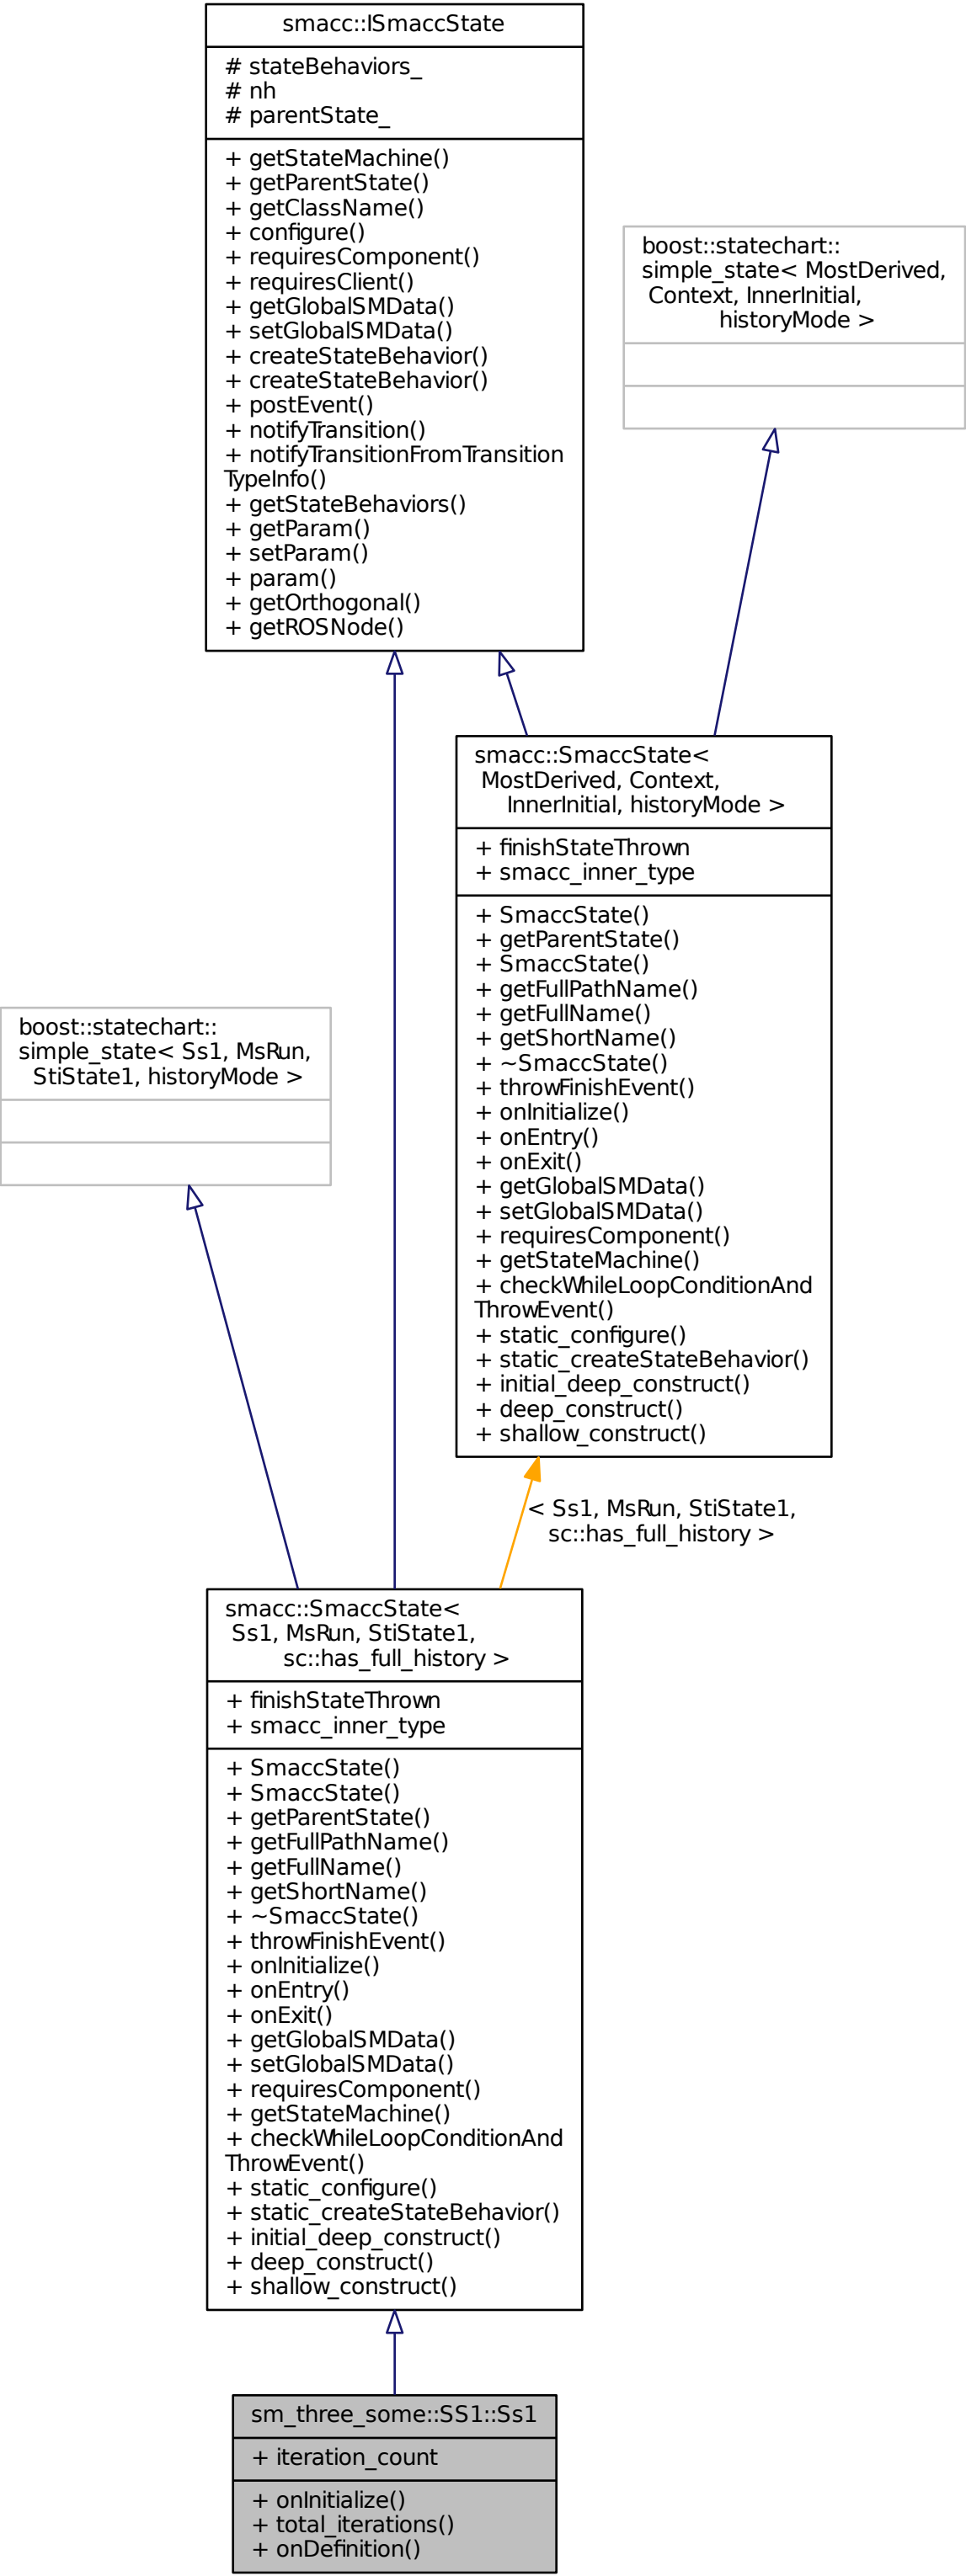 smacc::ISmaccState
# stateBehaviors_
# nh
# parentState_
+ getStateMachine()
+ getParentState()
+ getClassName()
+ configure()
+ requiresComponent()
+ requiresClient()
+ getGlobalSMData()
+ setGlobalSMData()
+ createStateBehavior()
+ createStateBehavior()
+ postEvent()
+ notifyTransition()
+ notifyTransitionFromTransition
TypeInfo()
+ getStateBehaviors()
+ getParam()
+ setParam()
+ param()
+ getOrthogonal()
+ getROSNode()
boost::statechart::
simple_state< MostDerived,
Context, InnerInitial,
historyMode >
smacc::SmaccState<
MostDerived, Context,
InnerInitial, historyMode >
+ finishStateThrown
+ smacc_inner_type
+ SmaccState()
+ getParentState()
+ SmaccState()
+ getFullPathName()
+ getFullName()
+ getShortName()
+ ~SmaccState()
+ throwFinishEvent()
+ onInitialize()
+ onEntry()
+ onExit()
+ getGlobalSMData()
+ setGlobalSMData()
+ requiresComponent()
+ getStateMachine()
+ checkWhileLoopConditionAnd
ThrowEvent()
+ static_configure()
+ static_createStateBehavior()
+ initial_deep_construct()
+ deep_construct()
+ shallow_construct()
boost::statechart::
simple_state< Ss1, MsRun,
StiState1, historyMode >
< Ss1, MsRun, StiState1,
sc::has_full_history >
smacc::SmaccState<
Ss1, MsRun, StiState1,
sc::has_full_history >
+ finishStateThrown
+ smacc_inner_type
+ SmaccState()
+ SmaccState()
+ getParentState()
+ getFullPathName()
+ getFullName()
+ getShortName()
+ ~SmaccState()
+ throwFinishEvent()
+ onInitialize()
+ onEntry()
+ onExit()
+ getGlobalSMData()
+ setGlobalSMData()
+ requiresComponent()
+ getStateMachine()
+ checkWhileLoopConditionAnd
ThrowEvent()
+ static_configure()
+ static_createStateBehavior()
+ initial_deep_construct()
+ deep_construct()
+ shallow_construct()
sm_three_some::SS1::Ss1
+ iteration_count
+ onInitialize()
+ total_iterations()
+ onDefinition()